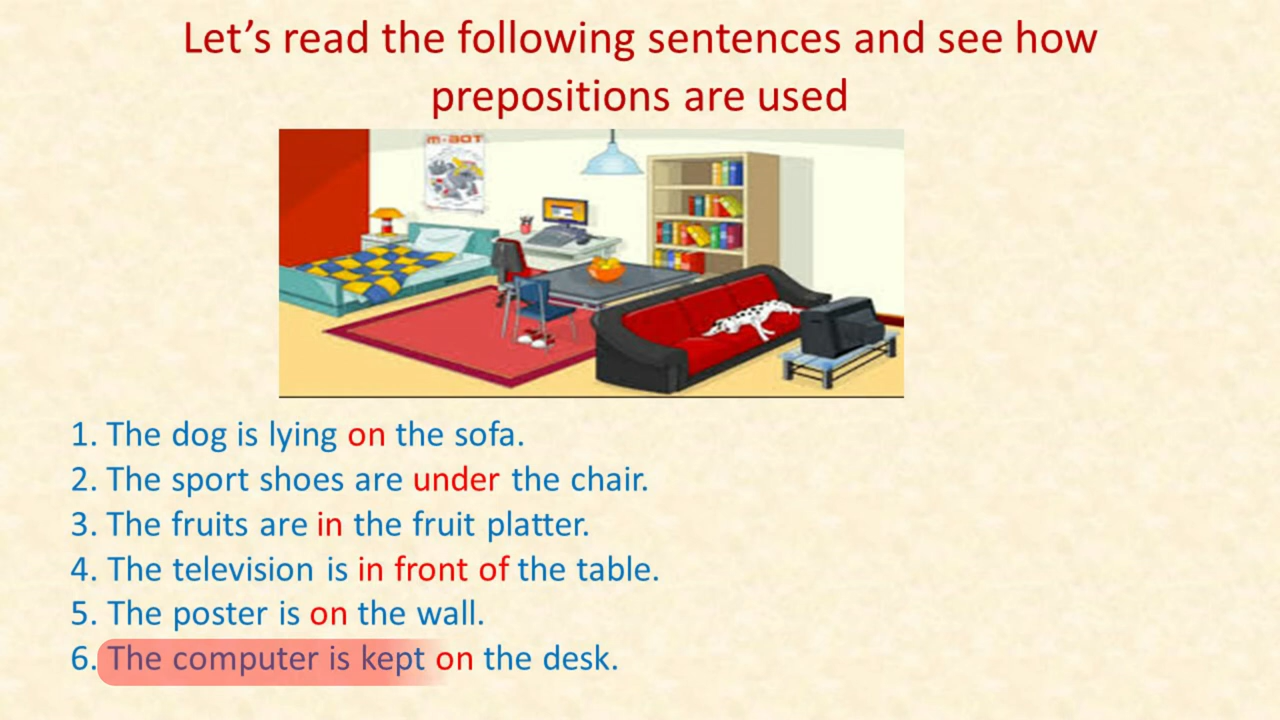 Let’s read the following sentences and see how
prepositions are used
m-BOT
1. The dog is lying on the sofa.
2. The sport shoes are under the chair.
3. The fruits are in the fruit platter.
4. The television is in front of the table.
5. The poster is on the wall.
6. The computer is kept on the desk.